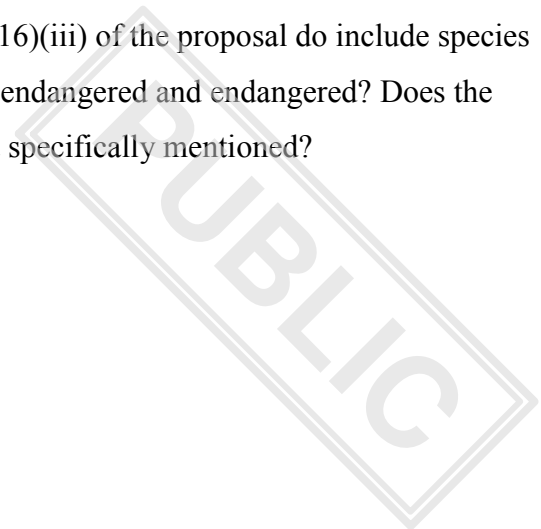 16)(iii) of the proposal do include species
endangered and endangered? Does the
specifically mentioned?
PUBLIC